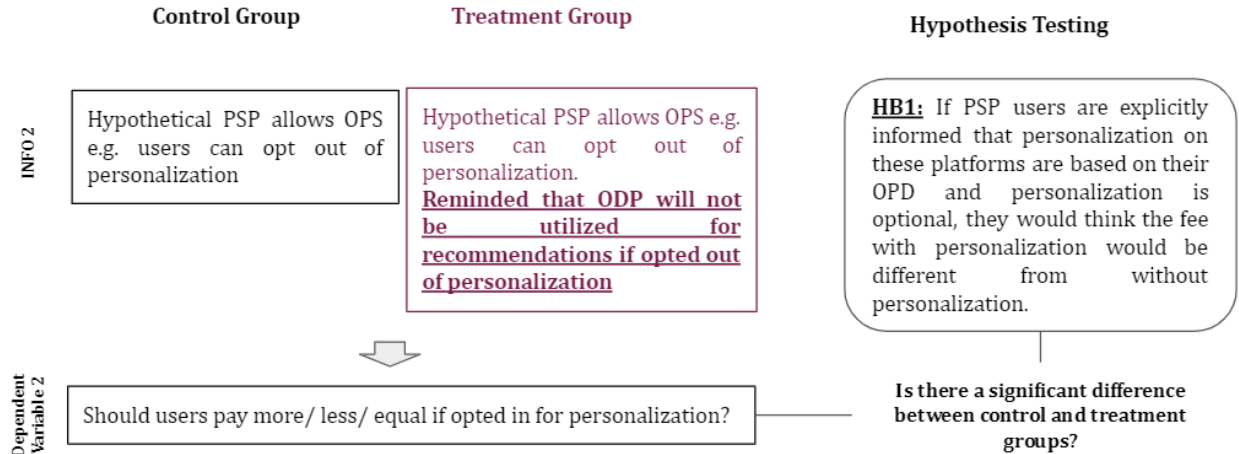 Control Group
Treatment Group
Hypothesis Testing
INFO 2
Hypothetical PSP allows OPS
e.g. users can opt out of
personalization
Hypothetical PSP allows OPS e.g.
users can opt out of
personalization.
Reminded that ODP will not
be utilized for
recommendations if opted out
of personalization
HB1: If PSP users are explicitly
informed that personalization on
these platforms are based on their
OPD and personalization is
optional, they would think the fee
with personalization would be
different from without
personalization.
Dependent
Variable 2
Should users pay more/ less/ equal if opted in for personalization?
Is there a significant difference
between control and treatment
groups?